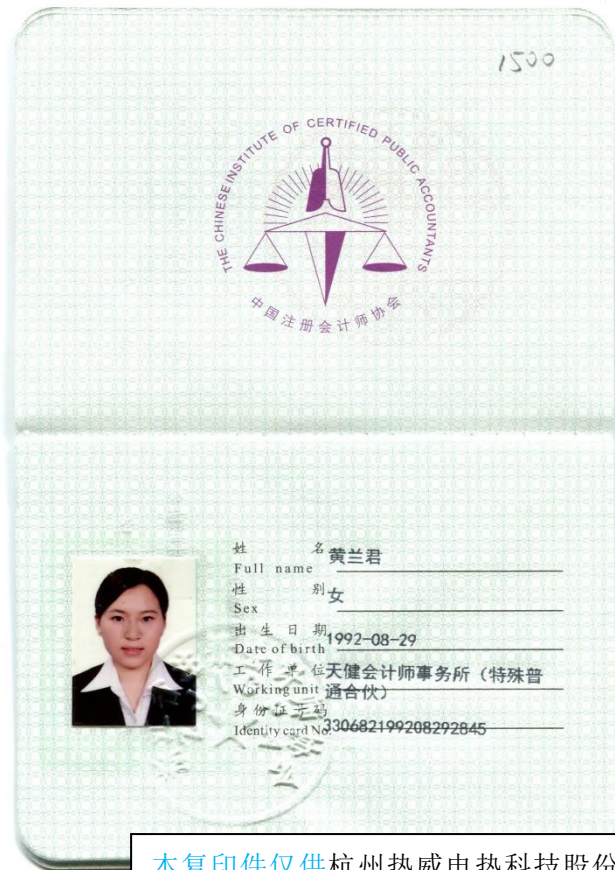 1500
THE CHINESE INSTITUTE OF CERTIFIED PUBLIC ACCOUNTANTS
中国注册会计师协会
姓 名 黄兰君
Full name
性 别 女
Sex
出 生 日 期 1992-08-29
Date of birth
工 作 单 位 天健会计师事务所（特殊普
Working unit 通合伙）
身份证号码
Identity card No. 330682199208292845
本复印件仅供杭州热威电热科技股份